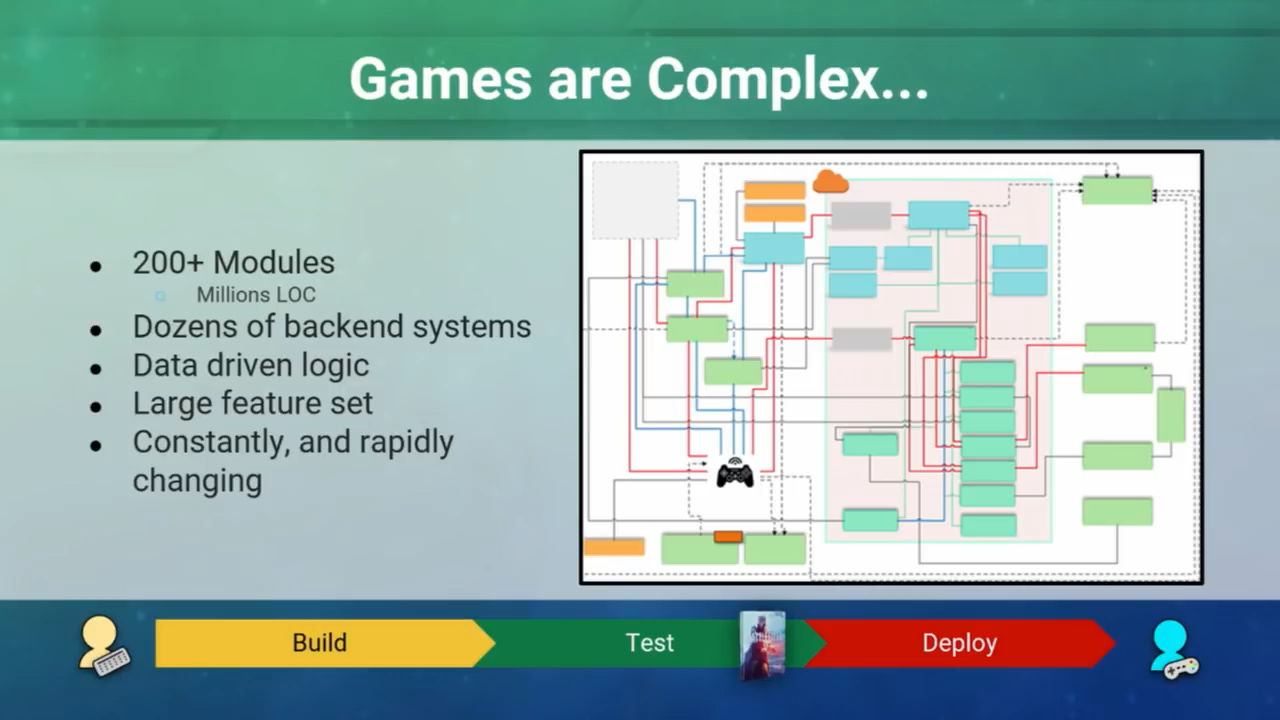 Games are Complex...
200+ Modules
Millions LOC
Dozens of backend systems
Data driven logic
Large feature set
Constantly, and rapidly
changing
Build
Test
Deploy